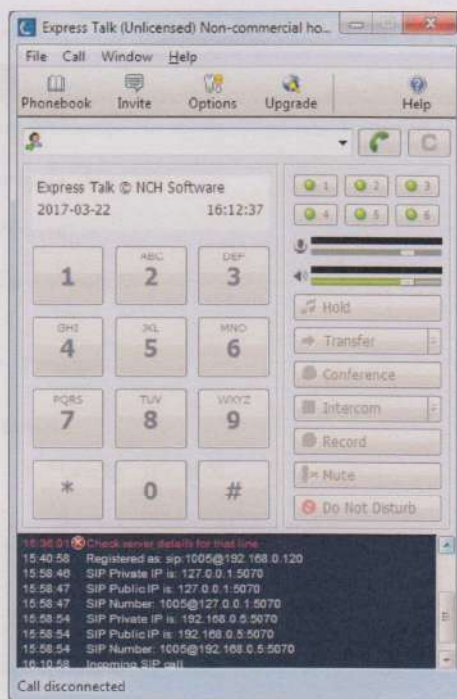 Express Talk (Unlicensed) Non-commercial ho...
File Call Window Help
Phonebook Invite Options Upgrade Help
C
Express Talk © NCH Software
2017-03-22 16:12:37
1 2 3
4 5 6
1
ABC
2
DEF
3
GHI
4
JKL
5
MNO
6
PQRS
7
TUV
8
WXYZ
9
*
0
#
Hold
Transfer
Conference
Intercom
Record
Mute
Do Not Disturb
15:36:01 Check server details for that line
15:40:58 Registered as: sip:1005@192.168.0.120
15:58:46 SIP Private IP is: 127.0.0.1:5070
15:58:47 SIP Public IP is: 127.0.0.1:5070
15:58:47 SIP Number: 1005@127.0.0.1:5070
15:58:54 SIP Private IP is: 192.168.0.5:5070
15:58:54 SIP Public IP is: 192.168.0.5:5070
15:58:54 SIP Number: 1005@192.168.0.5:5070
16:10:58 Incoming SIP call
Call disconnected